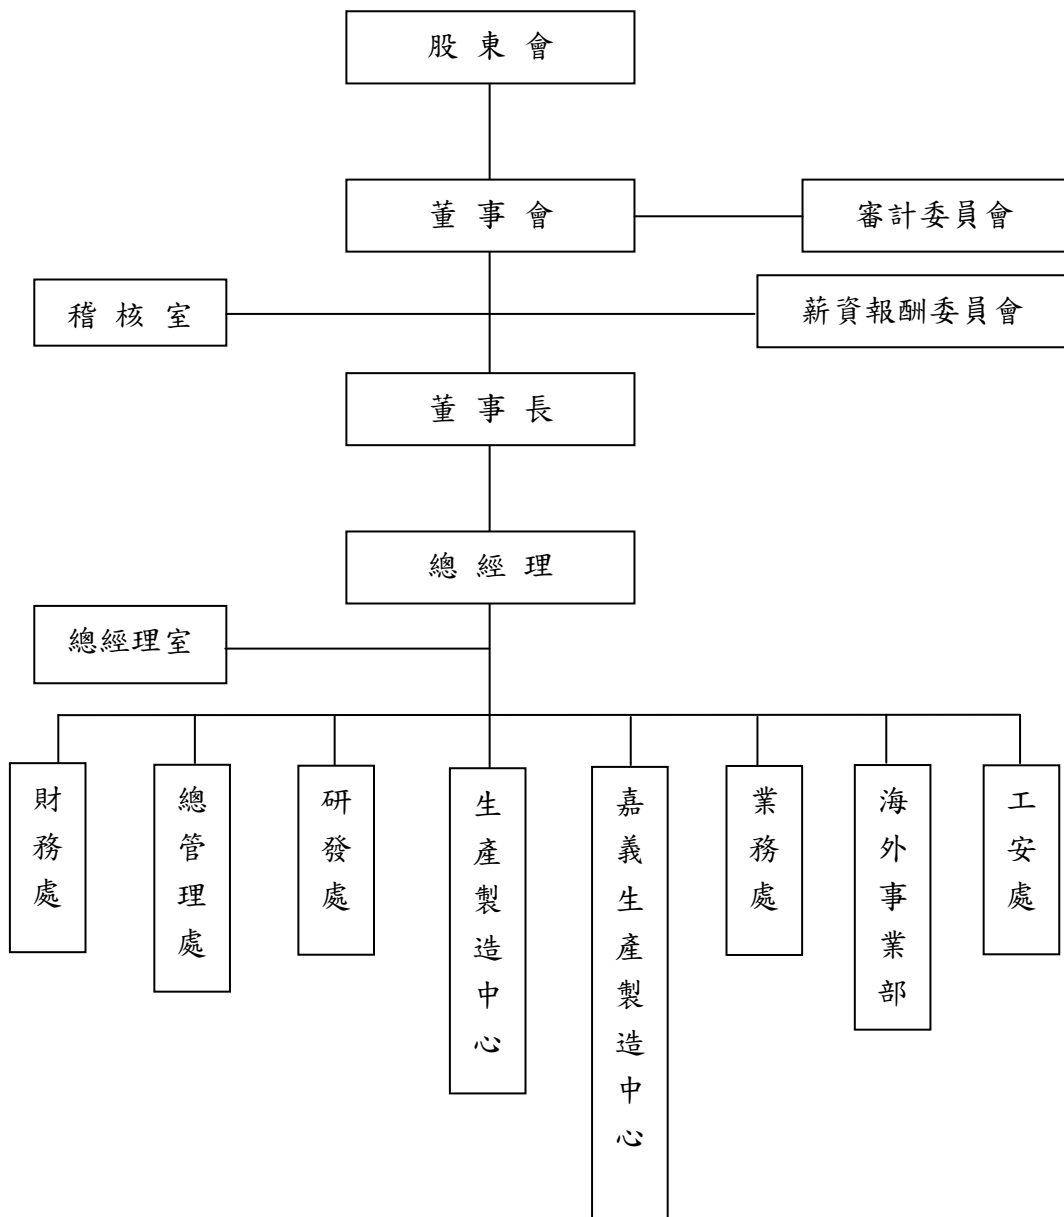 股東會
董事會
審計委員會
稽核室
薪資報酬委員會
董事長
總經理
總經理室
財務處
總管理處
研發處
生產製造中心
嘉義生產製造中心
業務處
海外事業部
工安處